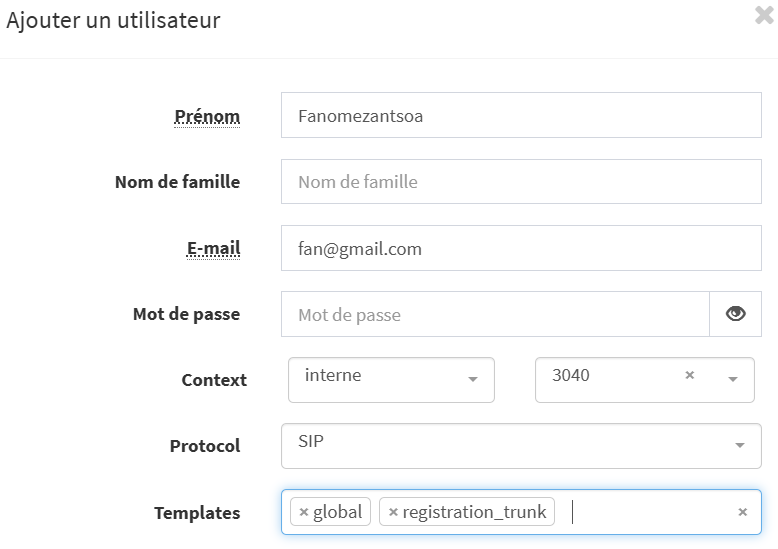 Ajouter un utilisateur ×
Prénom Fanomezantsoa
Nom de famille Nom de famille
E-mail fan@gmail.com
Mot de passe Mot de passe
Context interne 3040 ×
Protocol SIP
Templates × global × registration_trunk ×